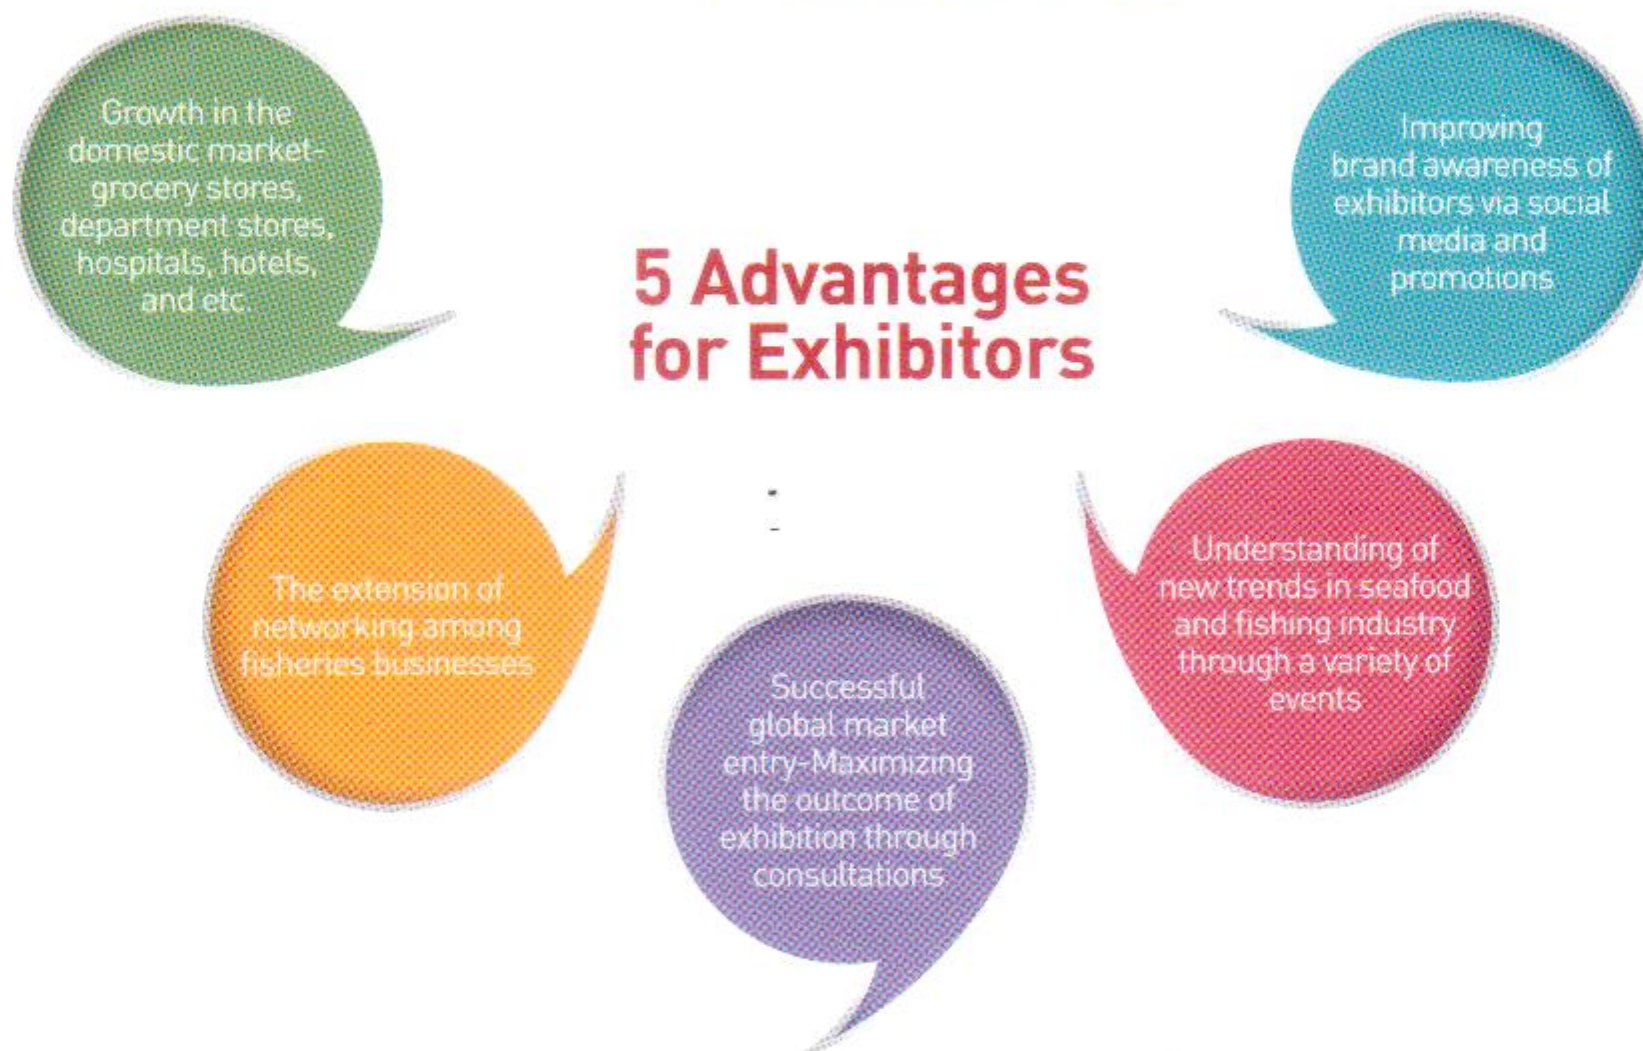 5 Advantages
for Exhibitors
Growth in the
domestic market-
grocery stores,
department stores,
hospitals, hotels,
and etc.
The extension of
networking among
fisheries businesses
Successful
global market
entry-Maximizing
the outcome of
exhibition through
consultations
Understanding of
new trends in seafood
and fishing industry
through a variety of
events
Improving
brand awareness of
exhibitors via social
media and
promotions